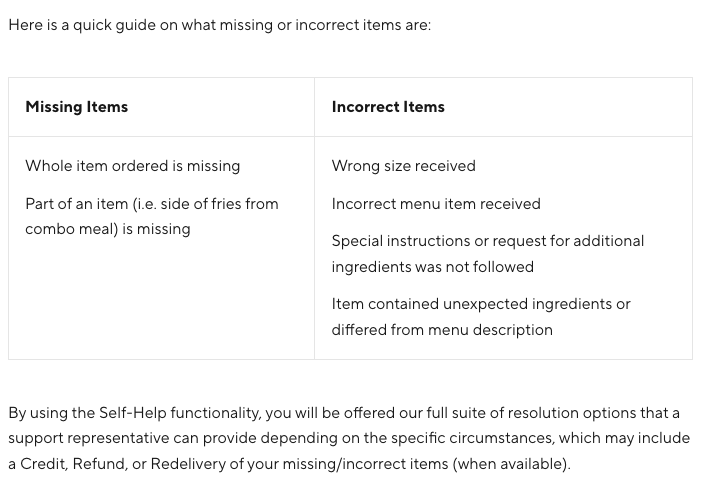 Here is a quick guide on what missing or incorrect items are:
Missing Items
Incorrect Items
Whole item ordered is missing
Part of an item (i.e. side of fries from
combo meal) is missing
Wrong size received
Incorrect menu item received
Special instructions or request for additional
ingredients was not followed
Item contained unexpected ingredients or
differed from menu description
By using the Self-Help functionality, you will be offered our full suite of resolution options that a
support representative can provide depending on the specific circumstances, which may include
a Credit, Refund, or Redelivery of your missing/incorrect items (when available).